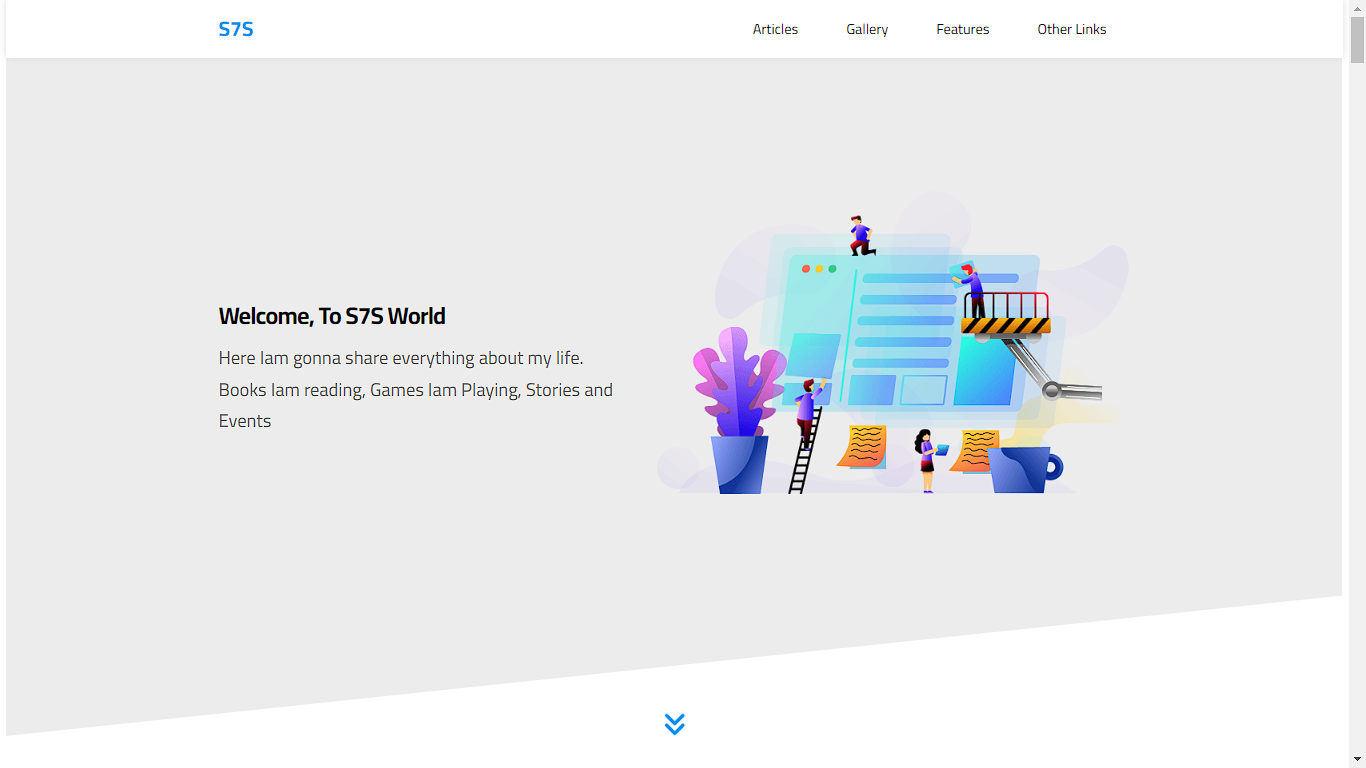 S7S
Articles
Gallery
Features
Other Links
Welcome, To S7S World
Here Iam gonna share everything about my life.
Books Iam reading, Games Iam Playing, Stories and
Events